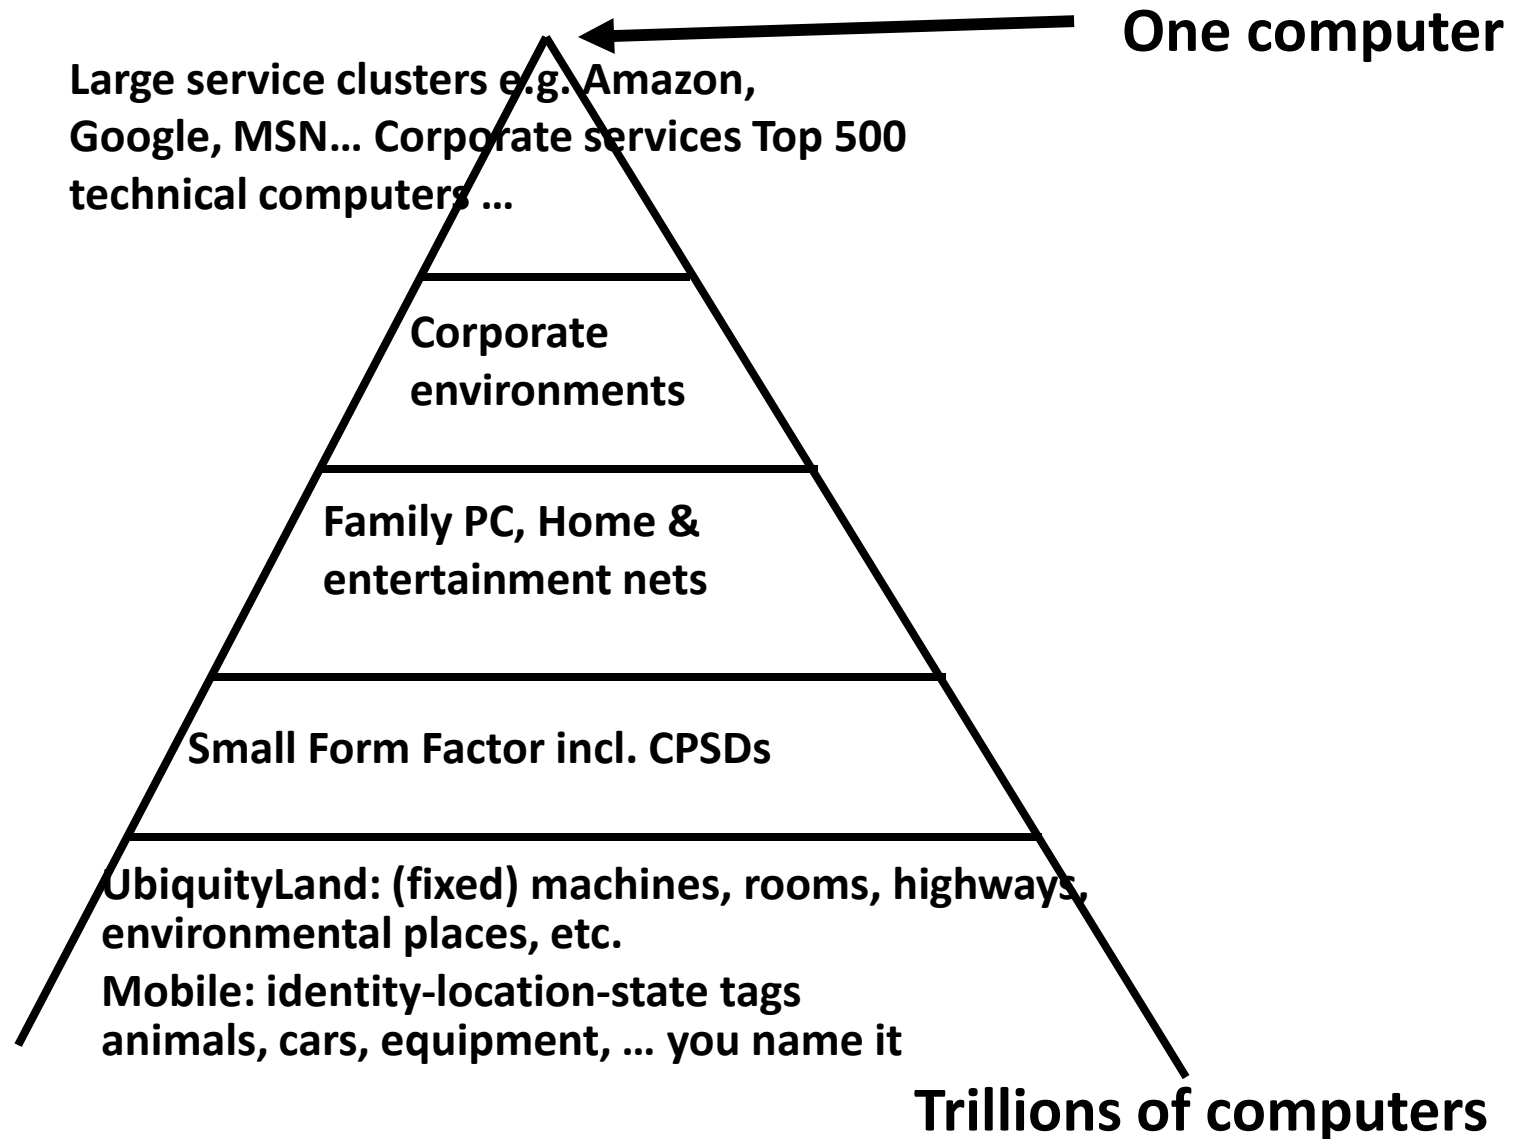 One computer
Large service clusters e.g. Amazon,
Google, MSN… Corporate services Top 500
technical computers …
Corporate
environments
Family PC, Home &
entertainment nets
Small Form Factor incl. CPSDs
UbiquityLand: (fixed) machines, rooms, highways,
environmental places, etc.
Mobile: identity-location-state tags
animals, cars, equipment, … you name it
Trillions of computers